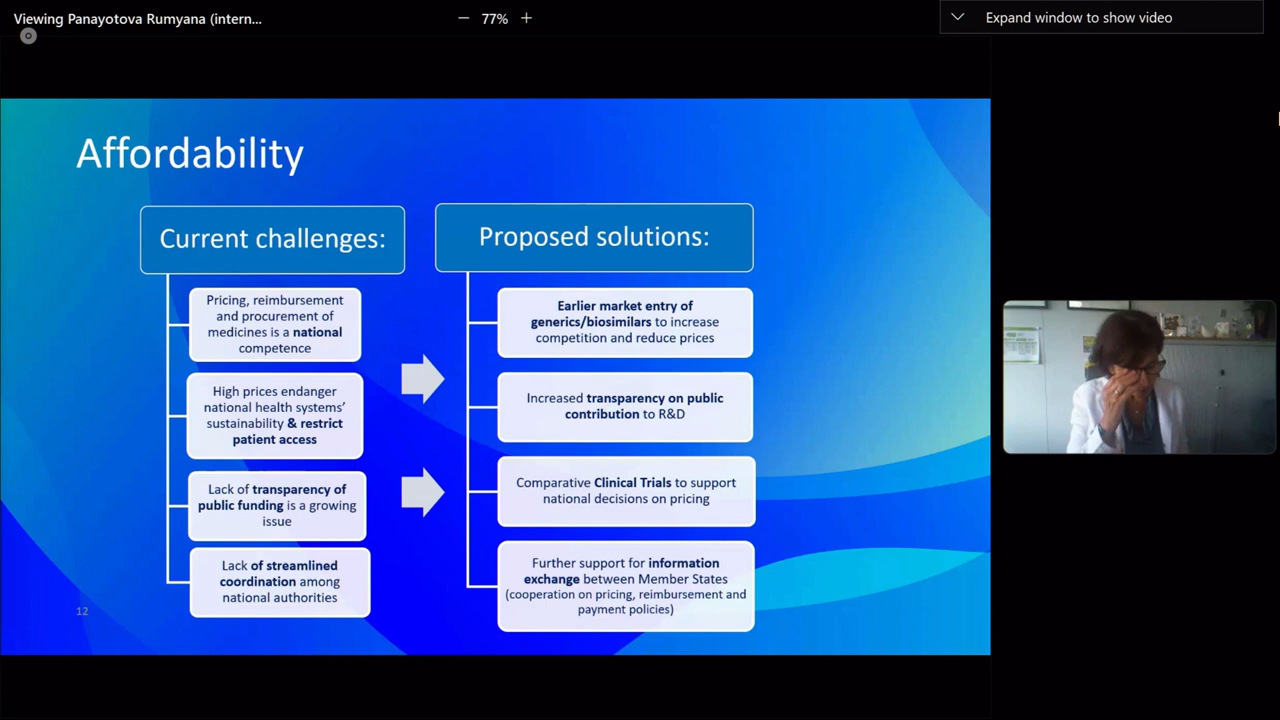 Viewing Panayotova Rumyana (intern...
77%
Expand window to show video
Affordability
Current challenges:
Pricing, reimbursement
and procurement of
medicines is a national
competence
High prices endanger
national health systems’
sustainability & restrict
patient access
Lack of transparency of
public funding is a growing
issue
Lack of streamlined
coordination among
national authorities
Proposed solutions:
Earlier market entry of
generics/biosimilars to increase
competition and reduce prices
Increased transparency on public
contribution to R&D
Comparative Clinical Trials to support
national decisions on pricing
Further support for information
exchange between Member States
(cooperation on pricing, reimbursement and
payment policies)
12